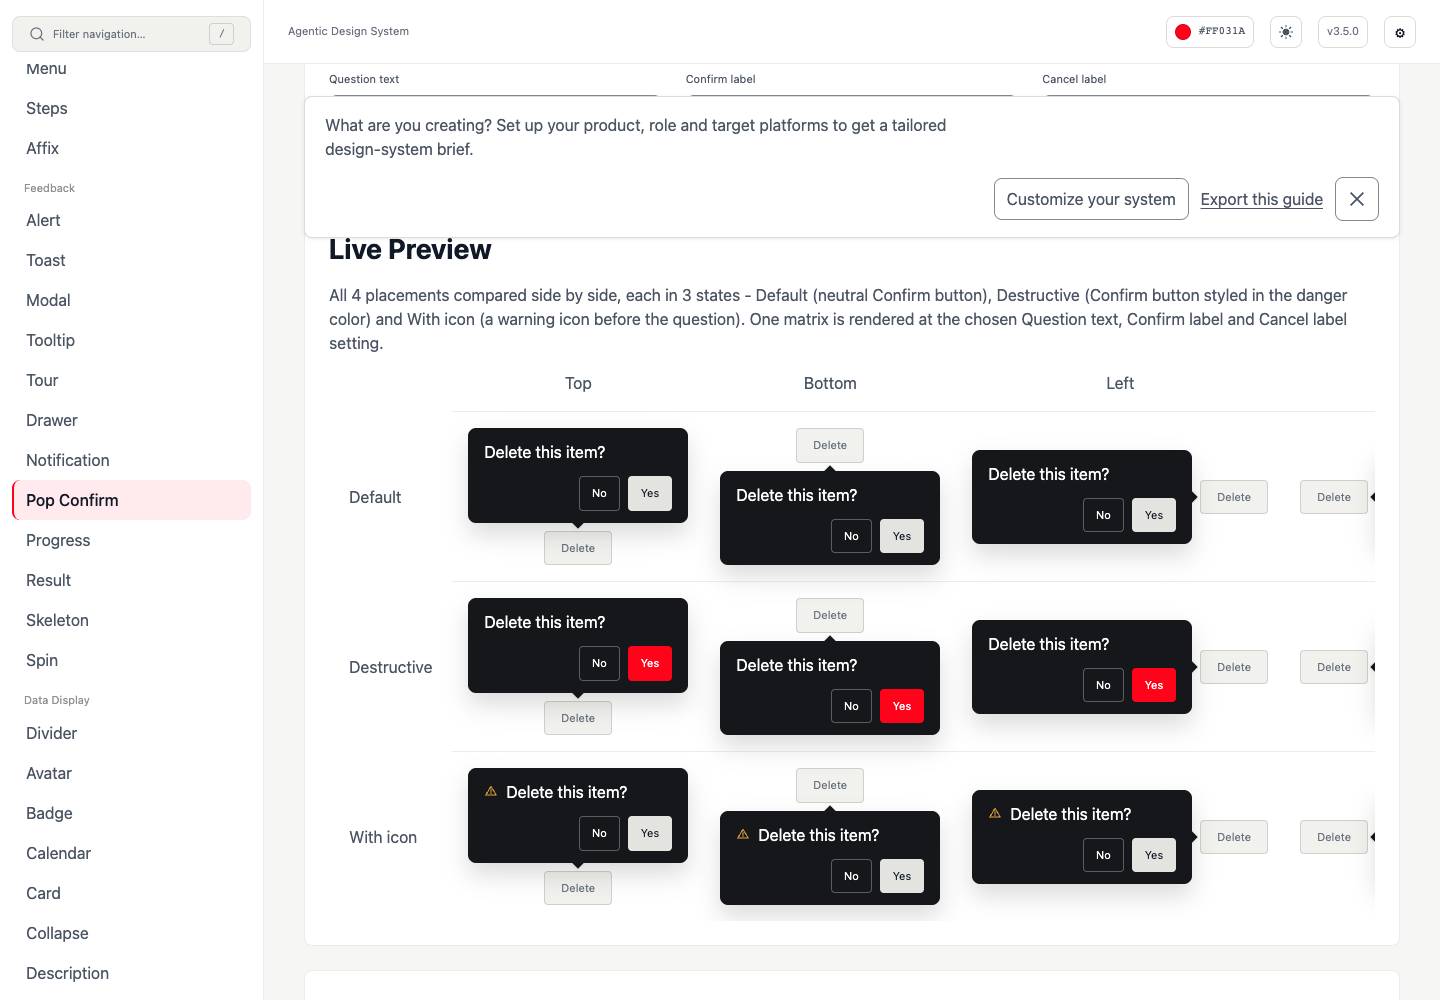 Filter navigation...
/
Menu
Steps
Affix
Feedback
Alert
Toast
Modal
Tooltip
Tour
Drawer
Notification
Pop Confirm
Progress
Result
Skeleton
Spin
Data Display
Divider
Avatar
Badge
Calendar
Card
Collapse
Description
Agentic Design System
#FF031A
v3.5.0
Question text
Confirm label
Cancel label
What are you creating? Set up your product, role and target platforms to get a tailored
design-system brief.
Customize your system
Export this guide
Live Preview
All 4 placements compared side by side, each in 3 states - Default (neutral Confirm button), Destructive (Confirm button styled in the danger
color) and With icon (a warning icon before the question). One matrix is rendered at the chosen Question text, Confirm label and Cancel label
setting.
Top
Bottom
Left
Default
Delete this item?
No
Yes
Delete
Delete
Delete this item?
No
Yes
Delete this item?
No
Yes
Delete
Delete
Destructive
Delete this item?
No
Yes
Delete
Delete
Delete this item?
No
Yes
Delete this item?
No
Yes
Delete
Delete
With icon
Delete this item?
No
Yes
Delete
Delete
Delete this item?
No
Yes
Delete this item?
No
Yes
Delete
Delete